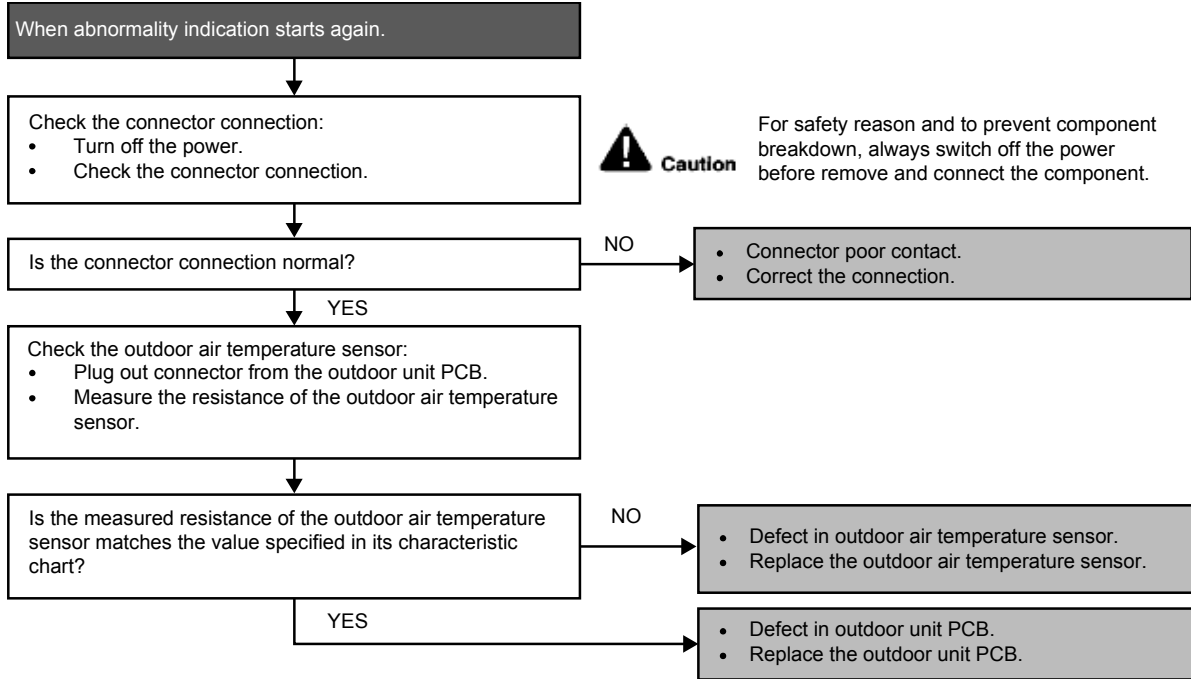 When abnormality indication starts again.
Check the connector connection:
• Turn off the power.
• Check the connector connection.
Caution
For safety reason and to prevent component
breakdown, always switch off the power
before remove and connect the component.
Is the connector connection normal?
NO
• Connector poor contact.
• Correct the connection.
YES
Check the outdoor air temperature sensor:
• Plug out connector from the outdoor unit PCB.
• Measure the resistance of the outdoor air temperature
sensor.
Is the measured resistance of the outdoor air temperature
sensor matches the value specified in its characteristic
chart?
NO
• Defect in outdoor air temperature sensor.
• Replace the outdoor air temperature sensor.
YES
• Defect in outdoor unit PCB.
• Replace the outdoor unit PCB.